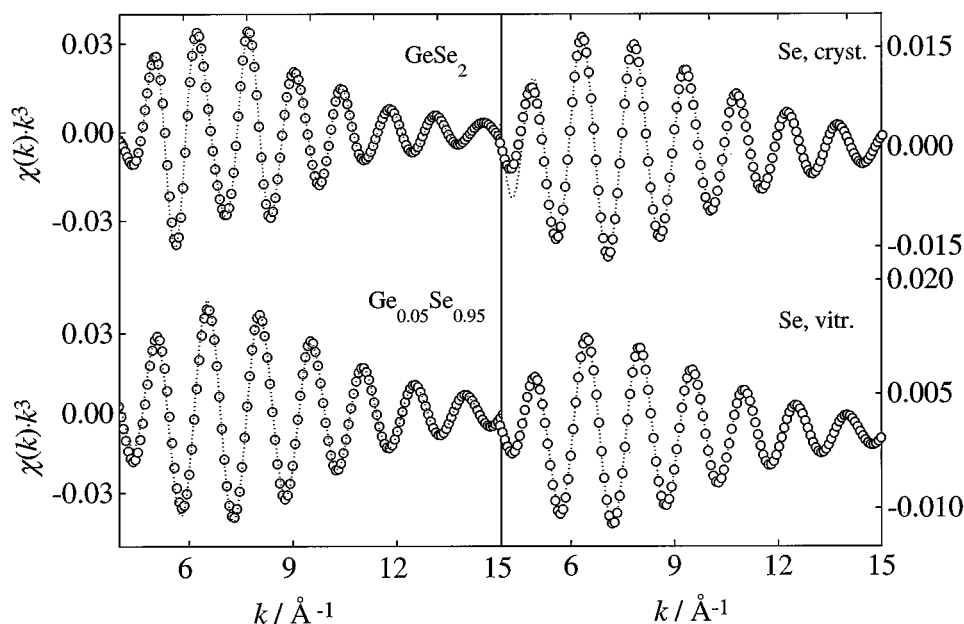 0.03
0.00
-0.03
χ(k)·k³
GeSe₂
Se, cryst.
0.015
0.000
-0.015
0.03
0.00
-0.03
χ(k)·k³
Ge₀.₀₅Se₀.₉₅
Se, vitr.
0.020
0.005
-0.010
6 9 12 15 6 9 12 15
k / Å⁻¹ k / Å⁻¹